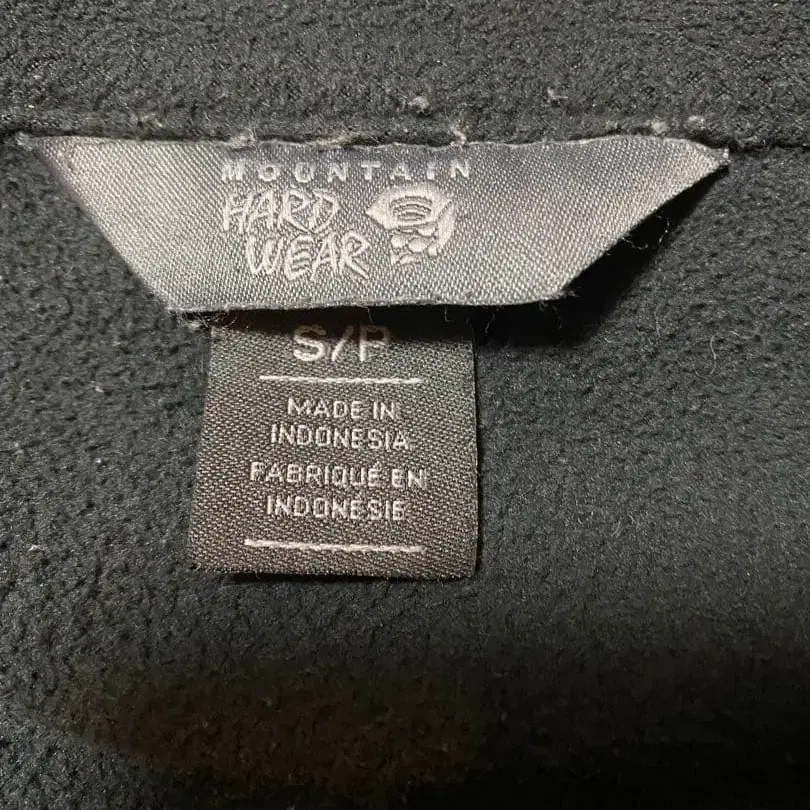 MOUNTAIN
HARD
WEAR
S/P
MADE IN
INDONESIA
FABRIQUÉ EN
INDONÉSIE